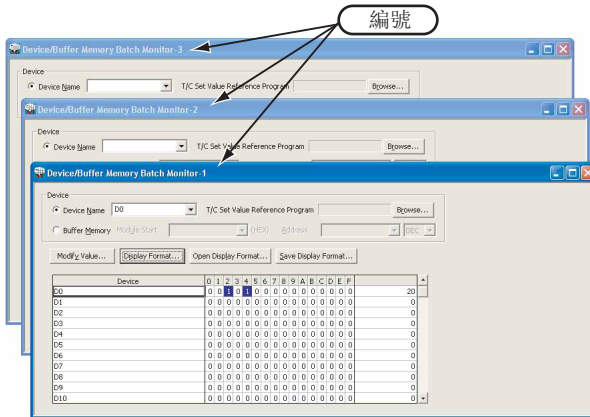 編號
Device/Buffer Memory Batch Monitor-3
Device
Device Name T/C Set Value Reference Program Browse...
Device/Buffer Memory Batch Monitor-2
Device
Device Name T/C Set Value Reference Program Browse...
Device/Buffer Memory Batch Monitor-1
Device
Device Name D0 T/C Set Value Reference Program Browse...
Buffer Memory Module Start (HEX) Address DEC
Modify Value... Display Format... Open Display Format... Save Display Format...
Device 0 1 2 3 4 5 6 7 8 9 A B C D E F
D0 0 0 1 0 1 0 0 0 0 0 0 0 0 0 0 0 20
D1 0 0 0 0 0 0 0 0 0 0 0 0 0 0 0 0 0
D2 0 0 0 0 0 0 0 0 0 0 0 0 0 0 0 0 0
D3 0 0 0 0 0 0 0 0 0 0 0 0 0 0 0 0 0
D4 0 0 0 0 0 0 0 0 0 0 0 0 0 0 0 0 0
D5 0 0 0 0 0 0 0 0 0 0 0 0 0 0 0 0 0
D6 0 0 0 0 0 0 0 0 0 0 0 0 0 0 0 0 0
D7 0 0 0 0 0 0 0 0 0 0 0 0 0 0 0 0 0
D8 0 0 0 0 0 0 0 0 0 0 0 0 0 0 0 0 0
D9 0 0 0 0 0 0 0 0 0 0 0 0 0 0 0 0 0
D10 0 0 0 0 0 0 0 0 0 0 0 0 0 0 0 0 0